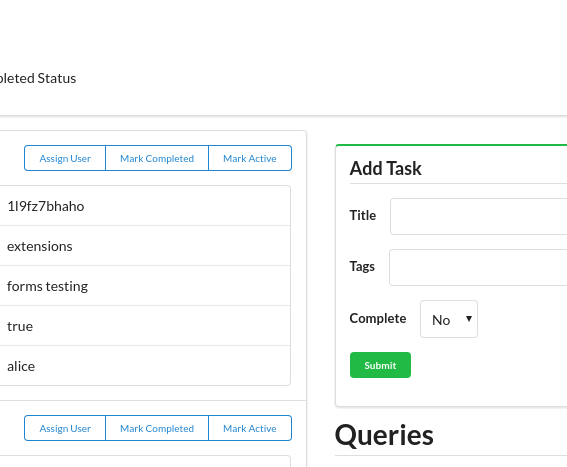 pleted Status
Assign User Mark Completed Mark Active
1l9fz7bhaho
extensions
forms testing
true
alice
Assign User Mark Completed Mark Active
Add Task
Title
Tags
Complete No
Submit
Queries